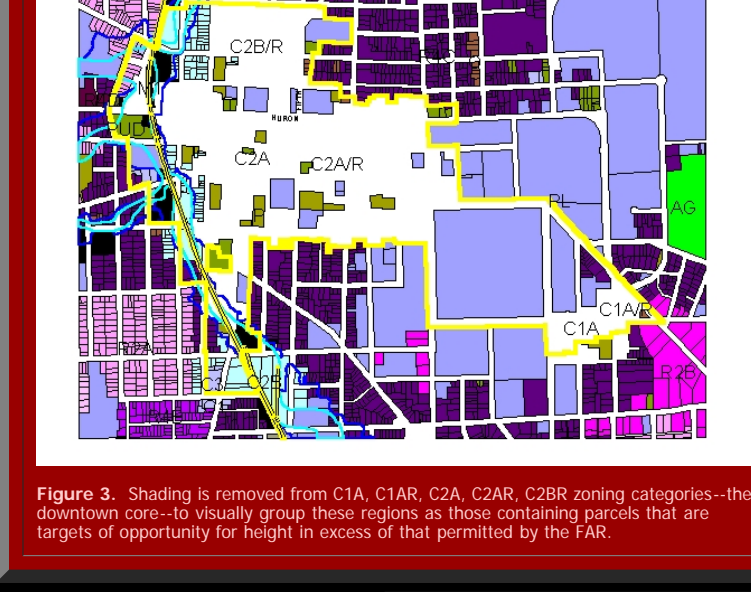 C2B/R
HURON
FIFTH
C2A
C2A/R
PL
AG
C1A/R
C1A
R2A
R2B
C3
C2B
Figure 3. Shading is removed from C1A, C1AR, C2A, C2AR, C2BR zoning categories--the
downtown core--to visually group these regions as those containing parcels that are
targets of opportunity for height in excess of that permitted by the FAR.